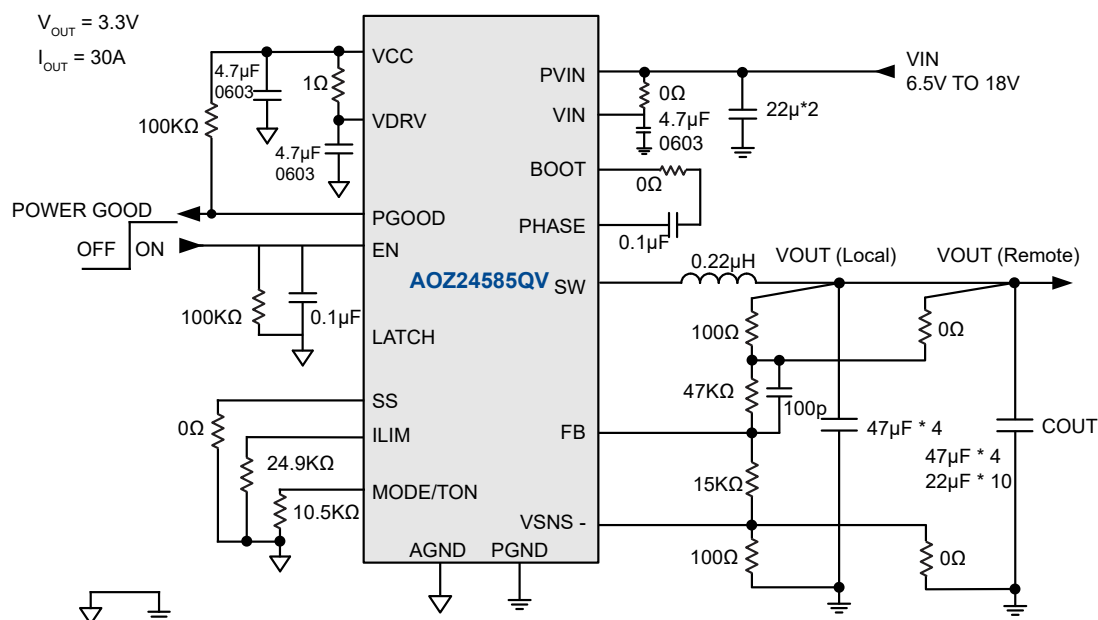 V_OUT = 3.3V
I_OUT = 30A
4.7µF
0603
1Ω
100KΩ
4.7µF
0603
POWER GOOD
OFF
ON
100KΩ
0.1µF
0Ω
24.9KΩ
10.5KΩ
VCC
VDRV
PGOOD
EN
LATCH
SS
ILIM
MODE/TON
AGND
PGND
AOZ24585QV
PVIN
VIN
BOOT
PHASE
SW
FB
VSNS -
VIN
6.5V TO 18V
0Ω
4.7µF
0603
22µ*2
0Ω
0.1µF
0.22µH
VOUT (Local)
VOUT (Remote)
100Ω
0Ω
47KΩ
100p
47µF * 4
COUT
47µF * 4
22µF * 10
15KΩ
100Ω
0Ω